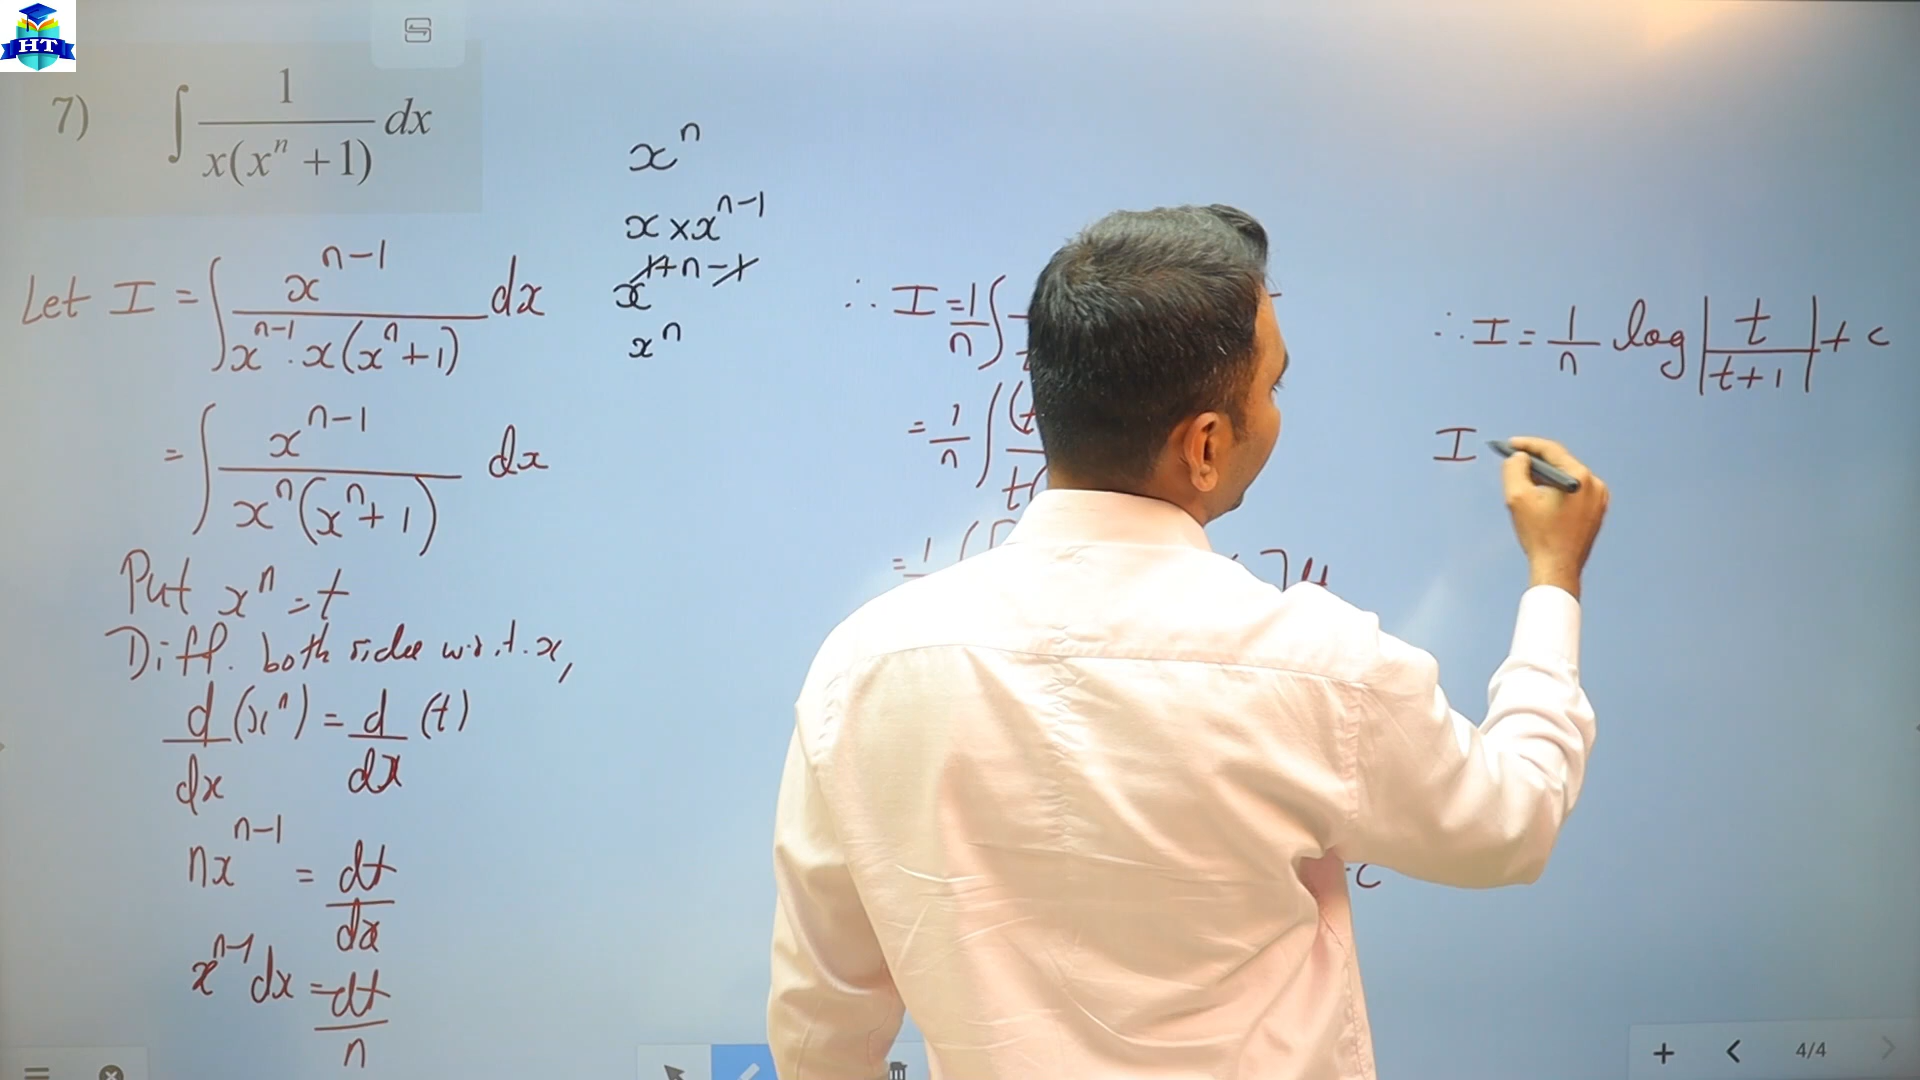 HT
7) ∫ 1/(x(xⁿ + 1)) dx
Let I = ∫ xⁿ⁻¹/(xⁿ⁻¹ · x(xⁿ + 1)) dx
= ∫ xⁿ⁻¹/(xⁿ(xⁿ + 1)) dx
Put xⁿ = t
Diff. both sides w.r.t. x,
d/dx (xⁿ) = d/dx (t)
nxⁿ⁻¹ = dt/dx
xⁿ⁻¹ dx = dt/n
xⁿ
x × xⁿ⁻¹
x¹⁺ⁿ⁻¹
xⁿ
∴ I = 1/n ∫
= 1/n ∫ (t
t(
= 1
c
∴ I = 1/n log |t/(t+1)| + c
I
4/4